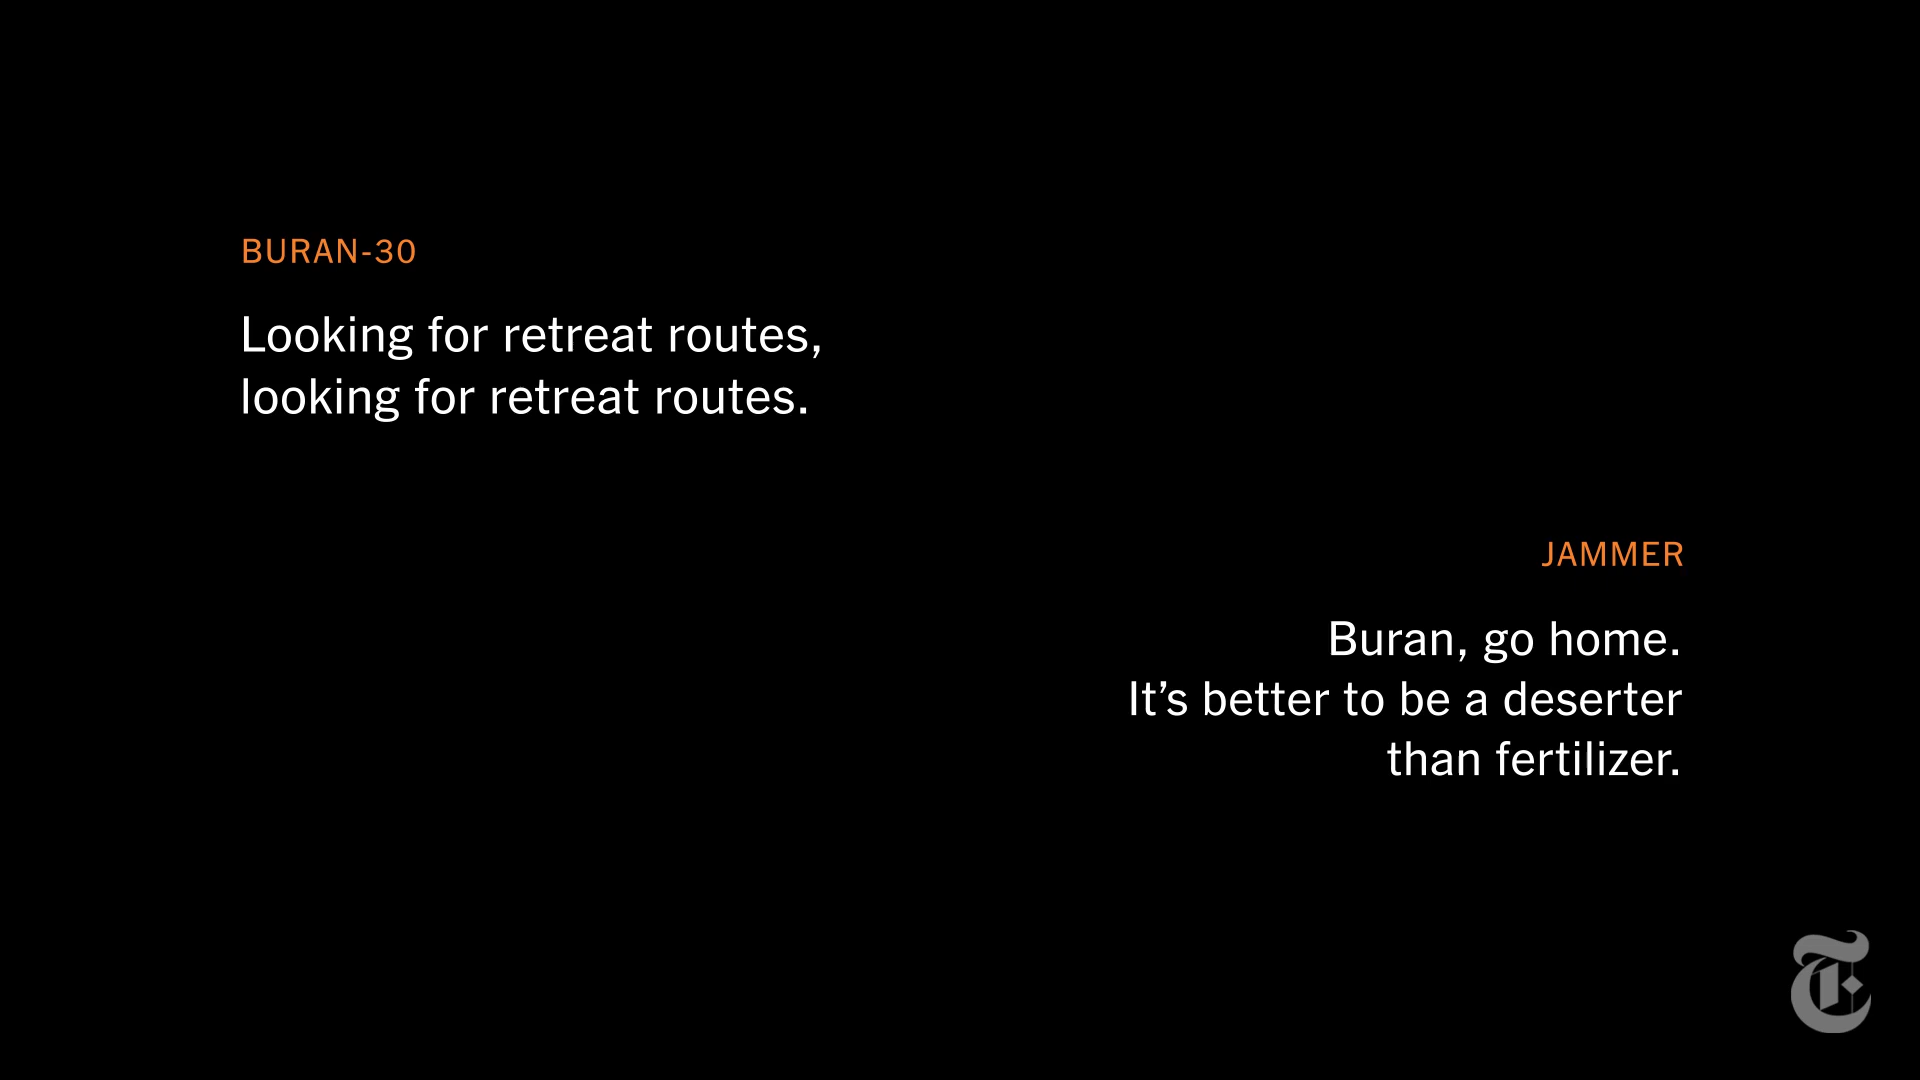 BURAN-30
Looking for retreat routes,
looking for retreat routes.
JAMMER
Buran, go home.
It’s better to be a deserter
than fertilizer.
T